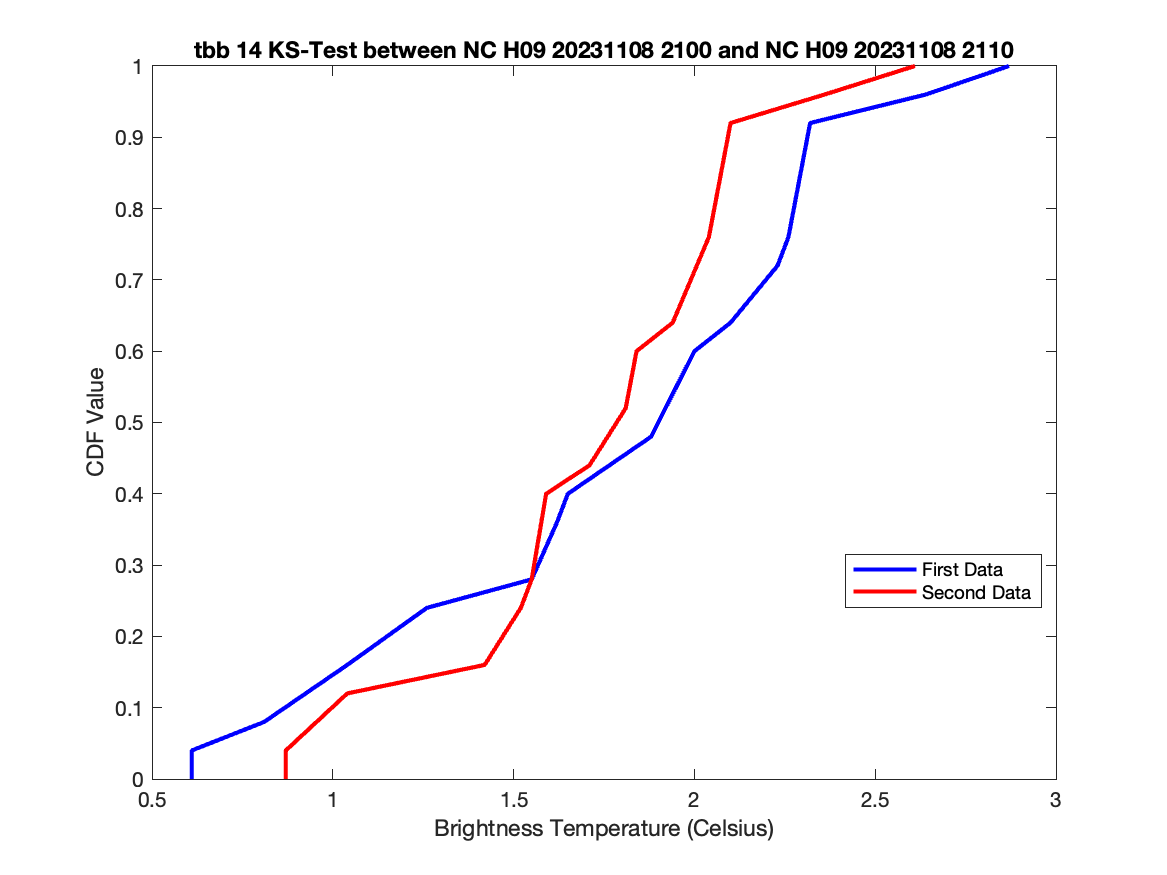 tbb 14 KS-Test between NC H09 20231108 2100 and NC H09 20231108 2110
1
0.9
0.8
0.7
0.6
0.5
0.4
0.3
0.2
0.1
0
CDF Value
First Data
Second Data
0.5 1 1.5 2 2.5 3
Brightness Temperature (Celsius)